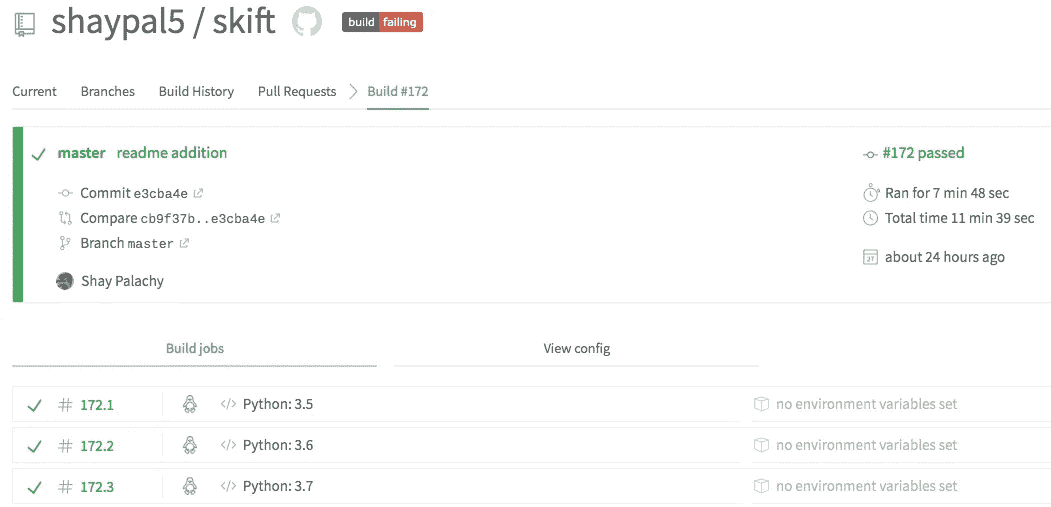 shaypal5 / skift build failing
Current Branches Build History Pull Requests Build #172
master readme addition #172 passed
Commit e3cba4e Ran for 7 min 48 sec
Compare cb9f37b..e3cba4e Total time 11 min 39 sec
Branch master about 24 hours ago
Shay Palachy
Build jobs View config
# 172.1 </> Python: 3.5 no environment variables set
# 172.2 </> Python: 3.6 no environment variables set
# 172.3 </> Python: 3.7 no environment variables set